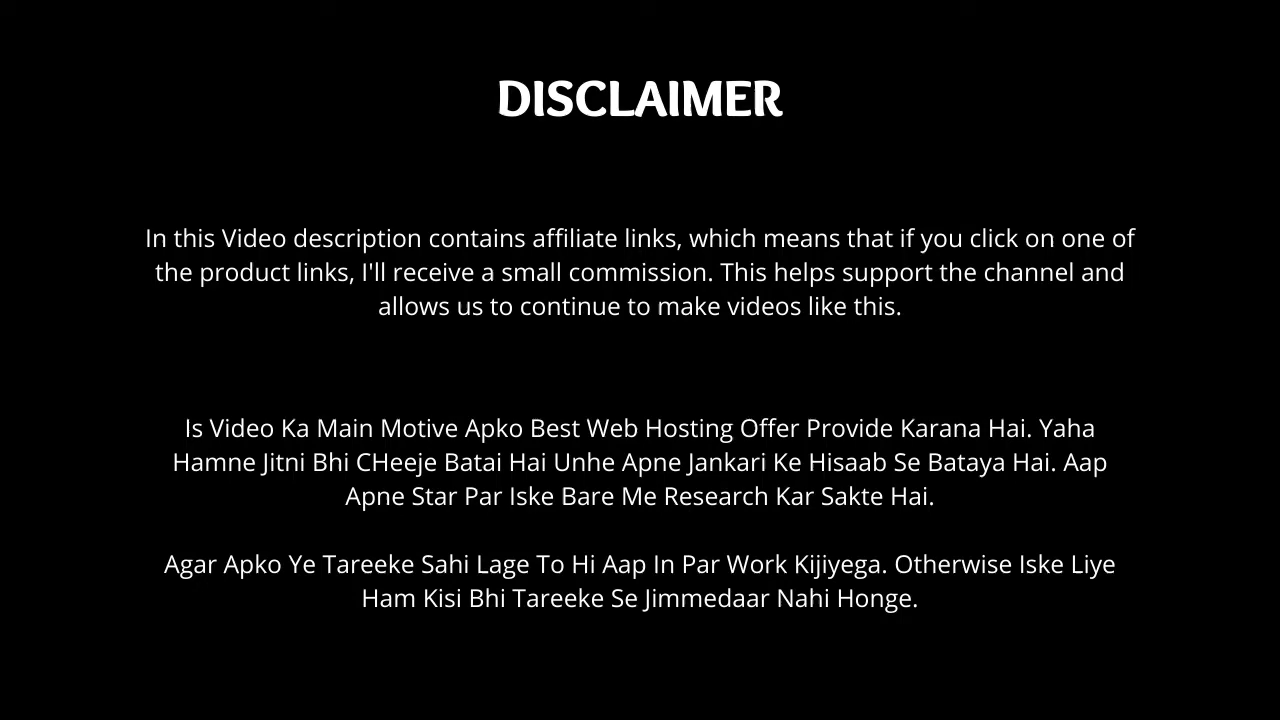 DISCLAIMER
In this Video description contains affiliate links, which means that if you click on one of
the product links, I'll receive a small commission. This helps support the channel and
allows us to continue to make videos like this.
Is Video Ka Main Motive Apko Best Web Hosting Offer Provide Karana Hai. Yaha
Hamne Jitni Bhi CHeeje Batai Hai Unhe Apne Jankari Ke Hisaab Se Bataya Hai. Aap
Apne Star Par Iske Bare Me Research Kar Sakte Hai.
Agar Apko Ye Tareeke Sahi Lage To Hi Aap In Par Work Kijiyega. Otherwise Iske Liye
Ham Kisi Bhi Tareeke Se Jimmedaar Nahi Honge.